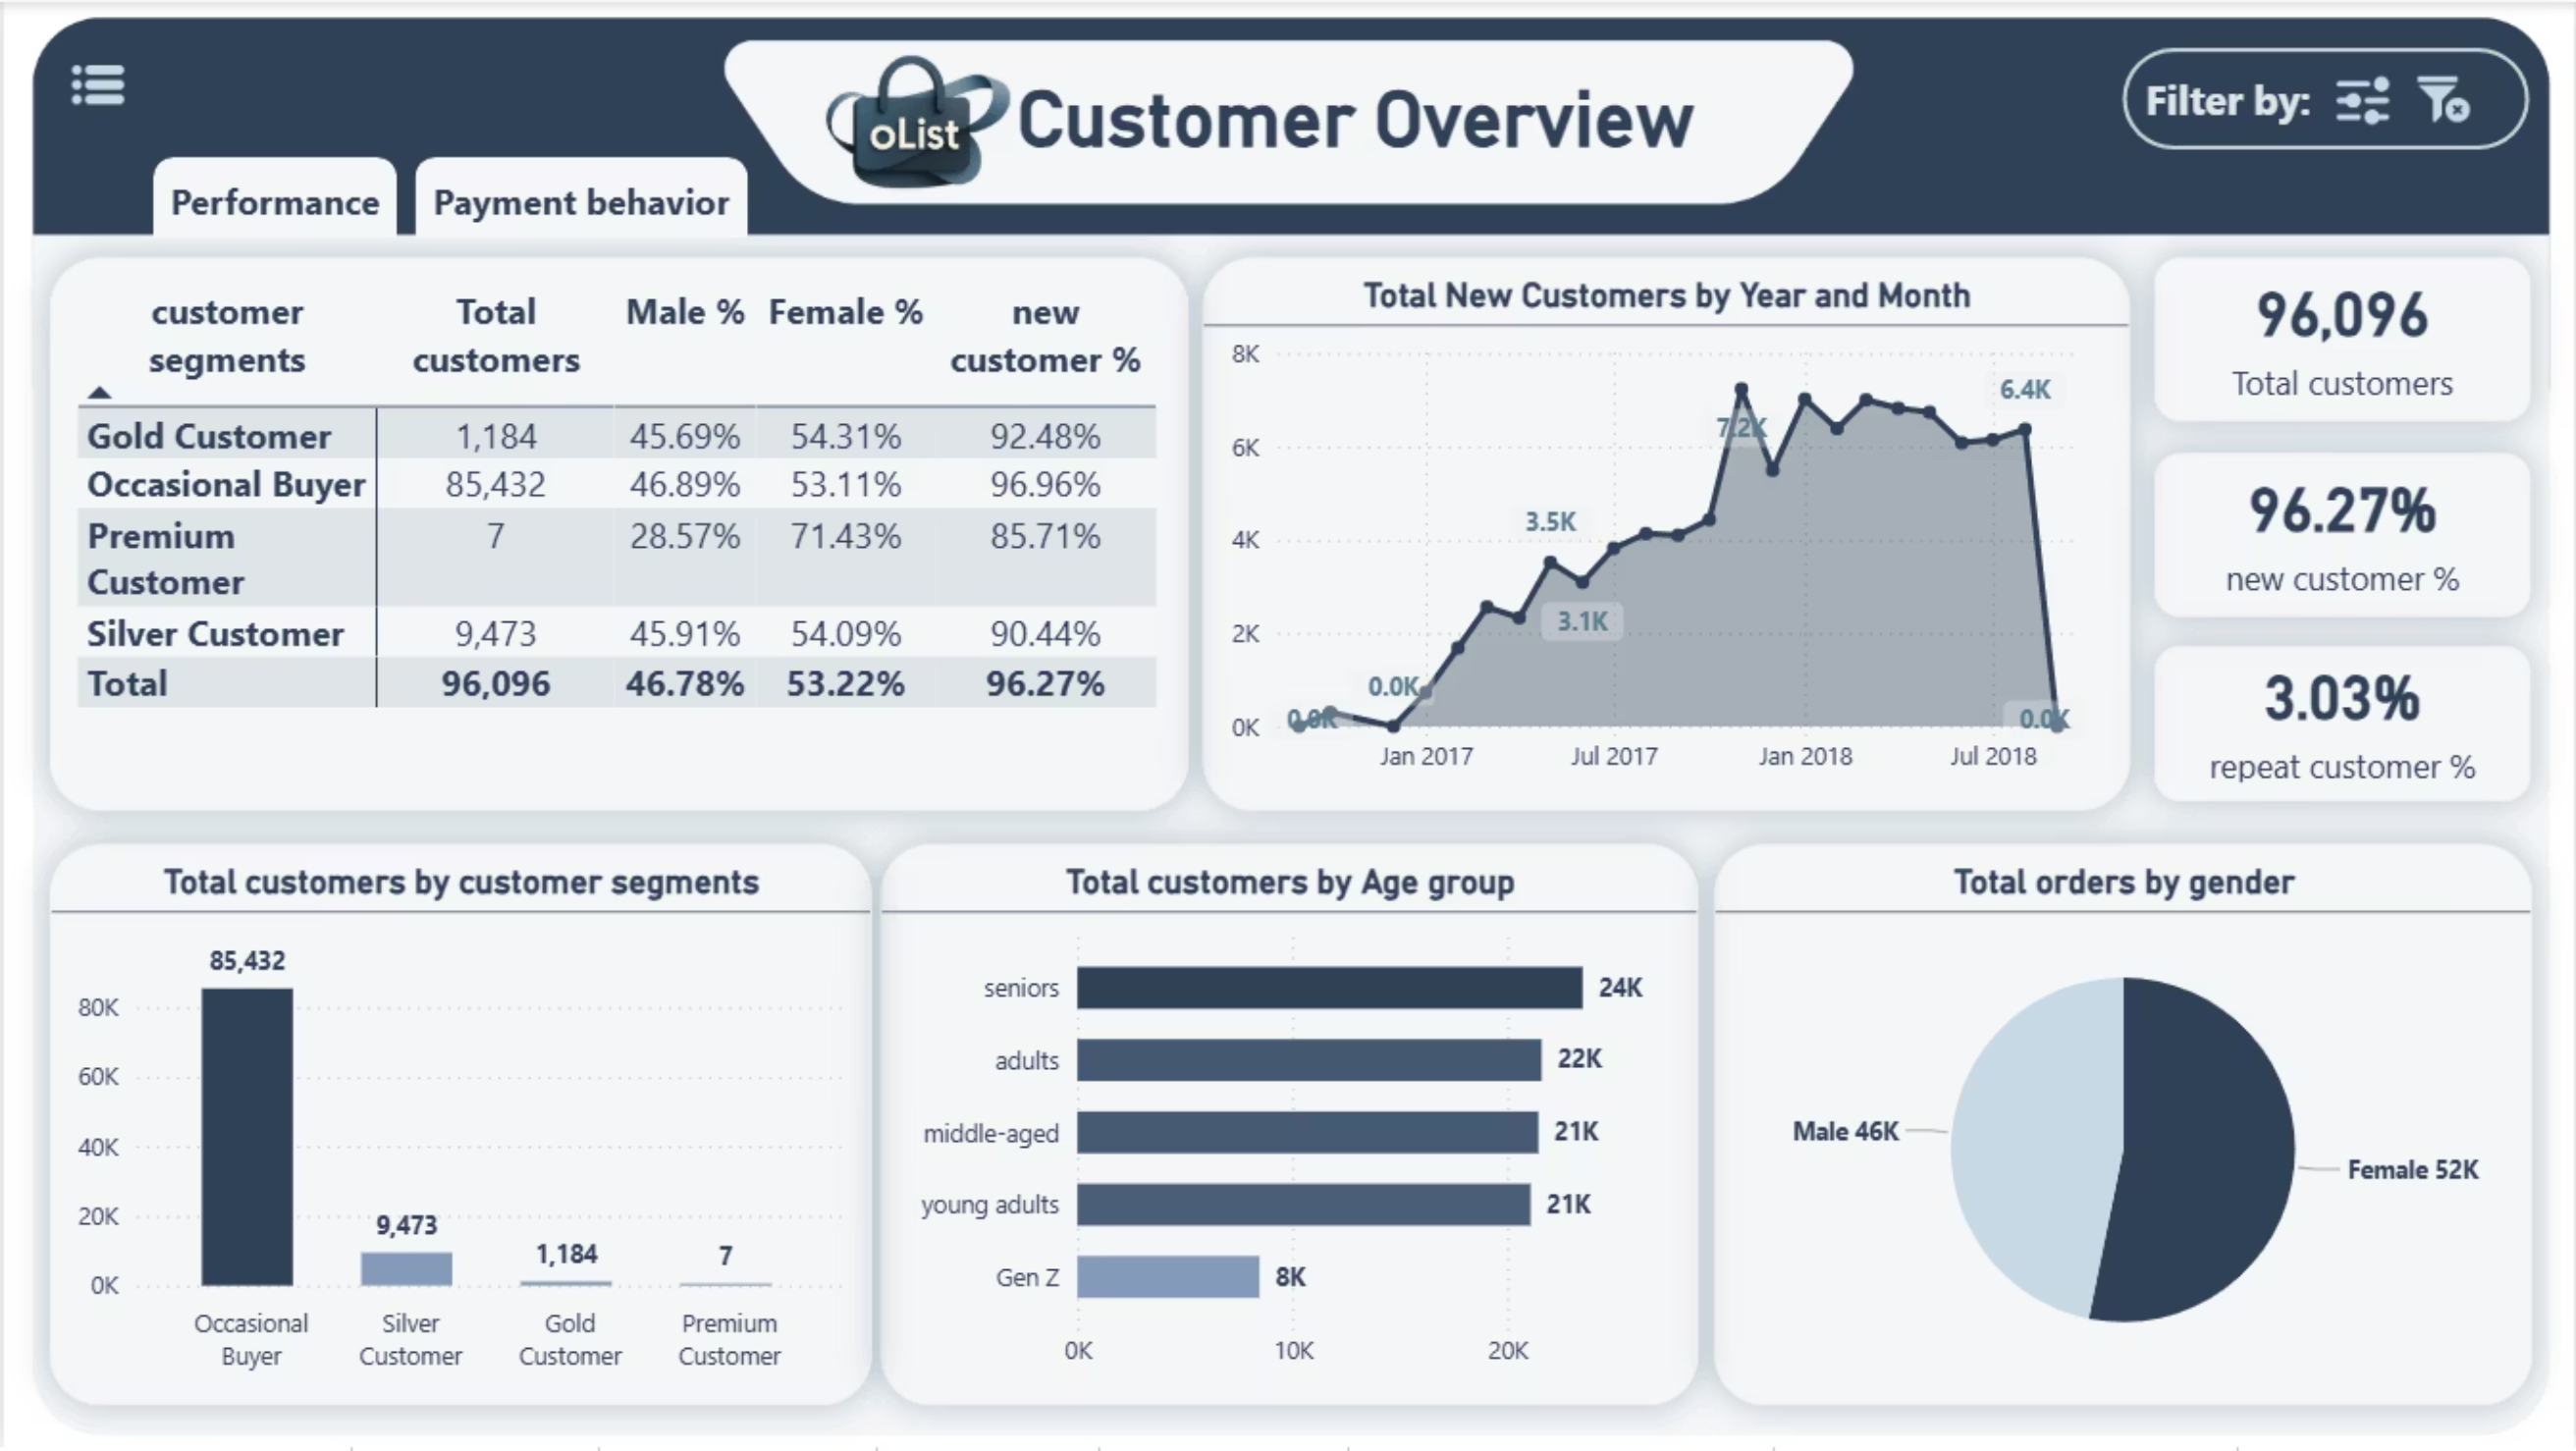 oList
Customer Overview
Filter by:
Performance
Payment behavior
customer segments Total customers Male % Female % new customer %
Gold Customer 1,184 45.69% 54.31% 92.48%
Occasional Buyer 85,432 46.89% 53.11% 96.96%
Premium Customer 7 28.57% 71.43% 85.71%
Silver Customer 9,473 45.91% 54.09% 90.44%
Total 96,096 46.78% 53.22% 96.27%
Total New Customers by Year and Month
8K
6K
4K
2K
0K
0.0K
0.0K
3.5K
3.1K
7.2K
6.4K
0.0K
Jan 2017
Jul 2017
Jan 2018
Jul 2018
96,096
Total customers
96.27%
new customer %
3.03%
repeat customer %
Total customers by customer segments
85,432
9,473
1,184
7
80K
60K
40K
20K
0K
Occasional Buyer
Silver Customer
Gold Customer
Premium Customer
Total customers by Age group
seniors 24K
adults 22K
middle-aged 21K
young adults 21K
Gen Z 8K
0K
10K
20K
Total orders by gender
Male 46K
Female 52K